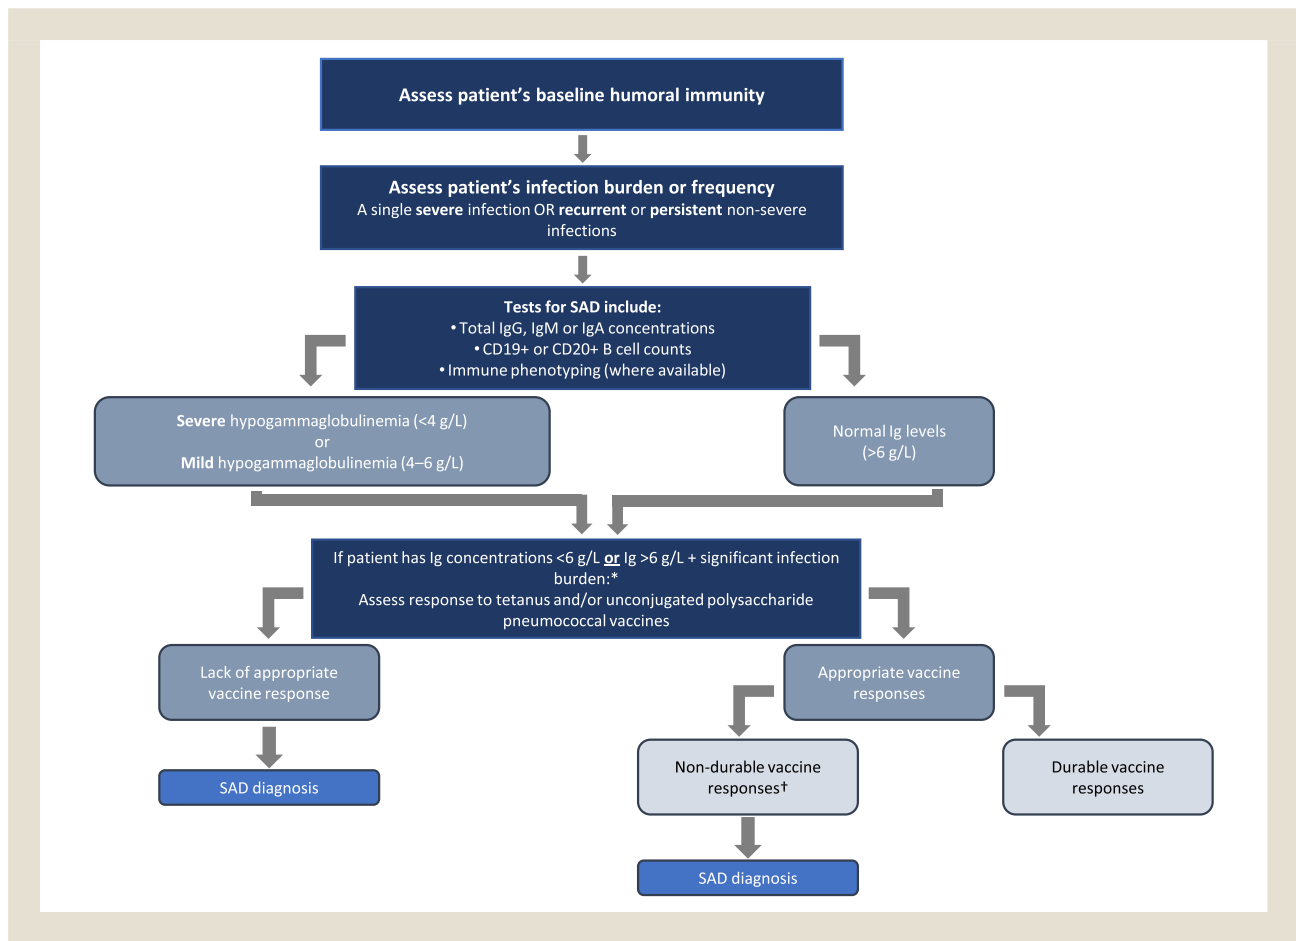 Assess patient's baseline humoral immunity
Assess patient's infection burden or frequency
A single severe infection OR recurrent or persistent non-severe
infections
Tests for SAD include:
• Total IgG, IgM or IgA concentrations
• CD19+ or CD20+ B cell counts
• Immune phenotyping (where available)
Severe hypogammaglobulinemia (<4 g/L)
or
Mild hypogammaglobulinemia (4–6 g/L)
Normal Ig levels
(>6 g/L)
If patient has Ig concentrations <6 g/L or Ig >6 g/L + significant infection
burden:*
Assess response to tetanus and/or unconjugated polysaccharide
pneumococcal vaccines
Lack of appropriate
vaccine response
Appropriate vaccine
responses
Non-durable vaccine
responses†
Durable vaccine
responses
SAD diagnosis
SAD diagnosis